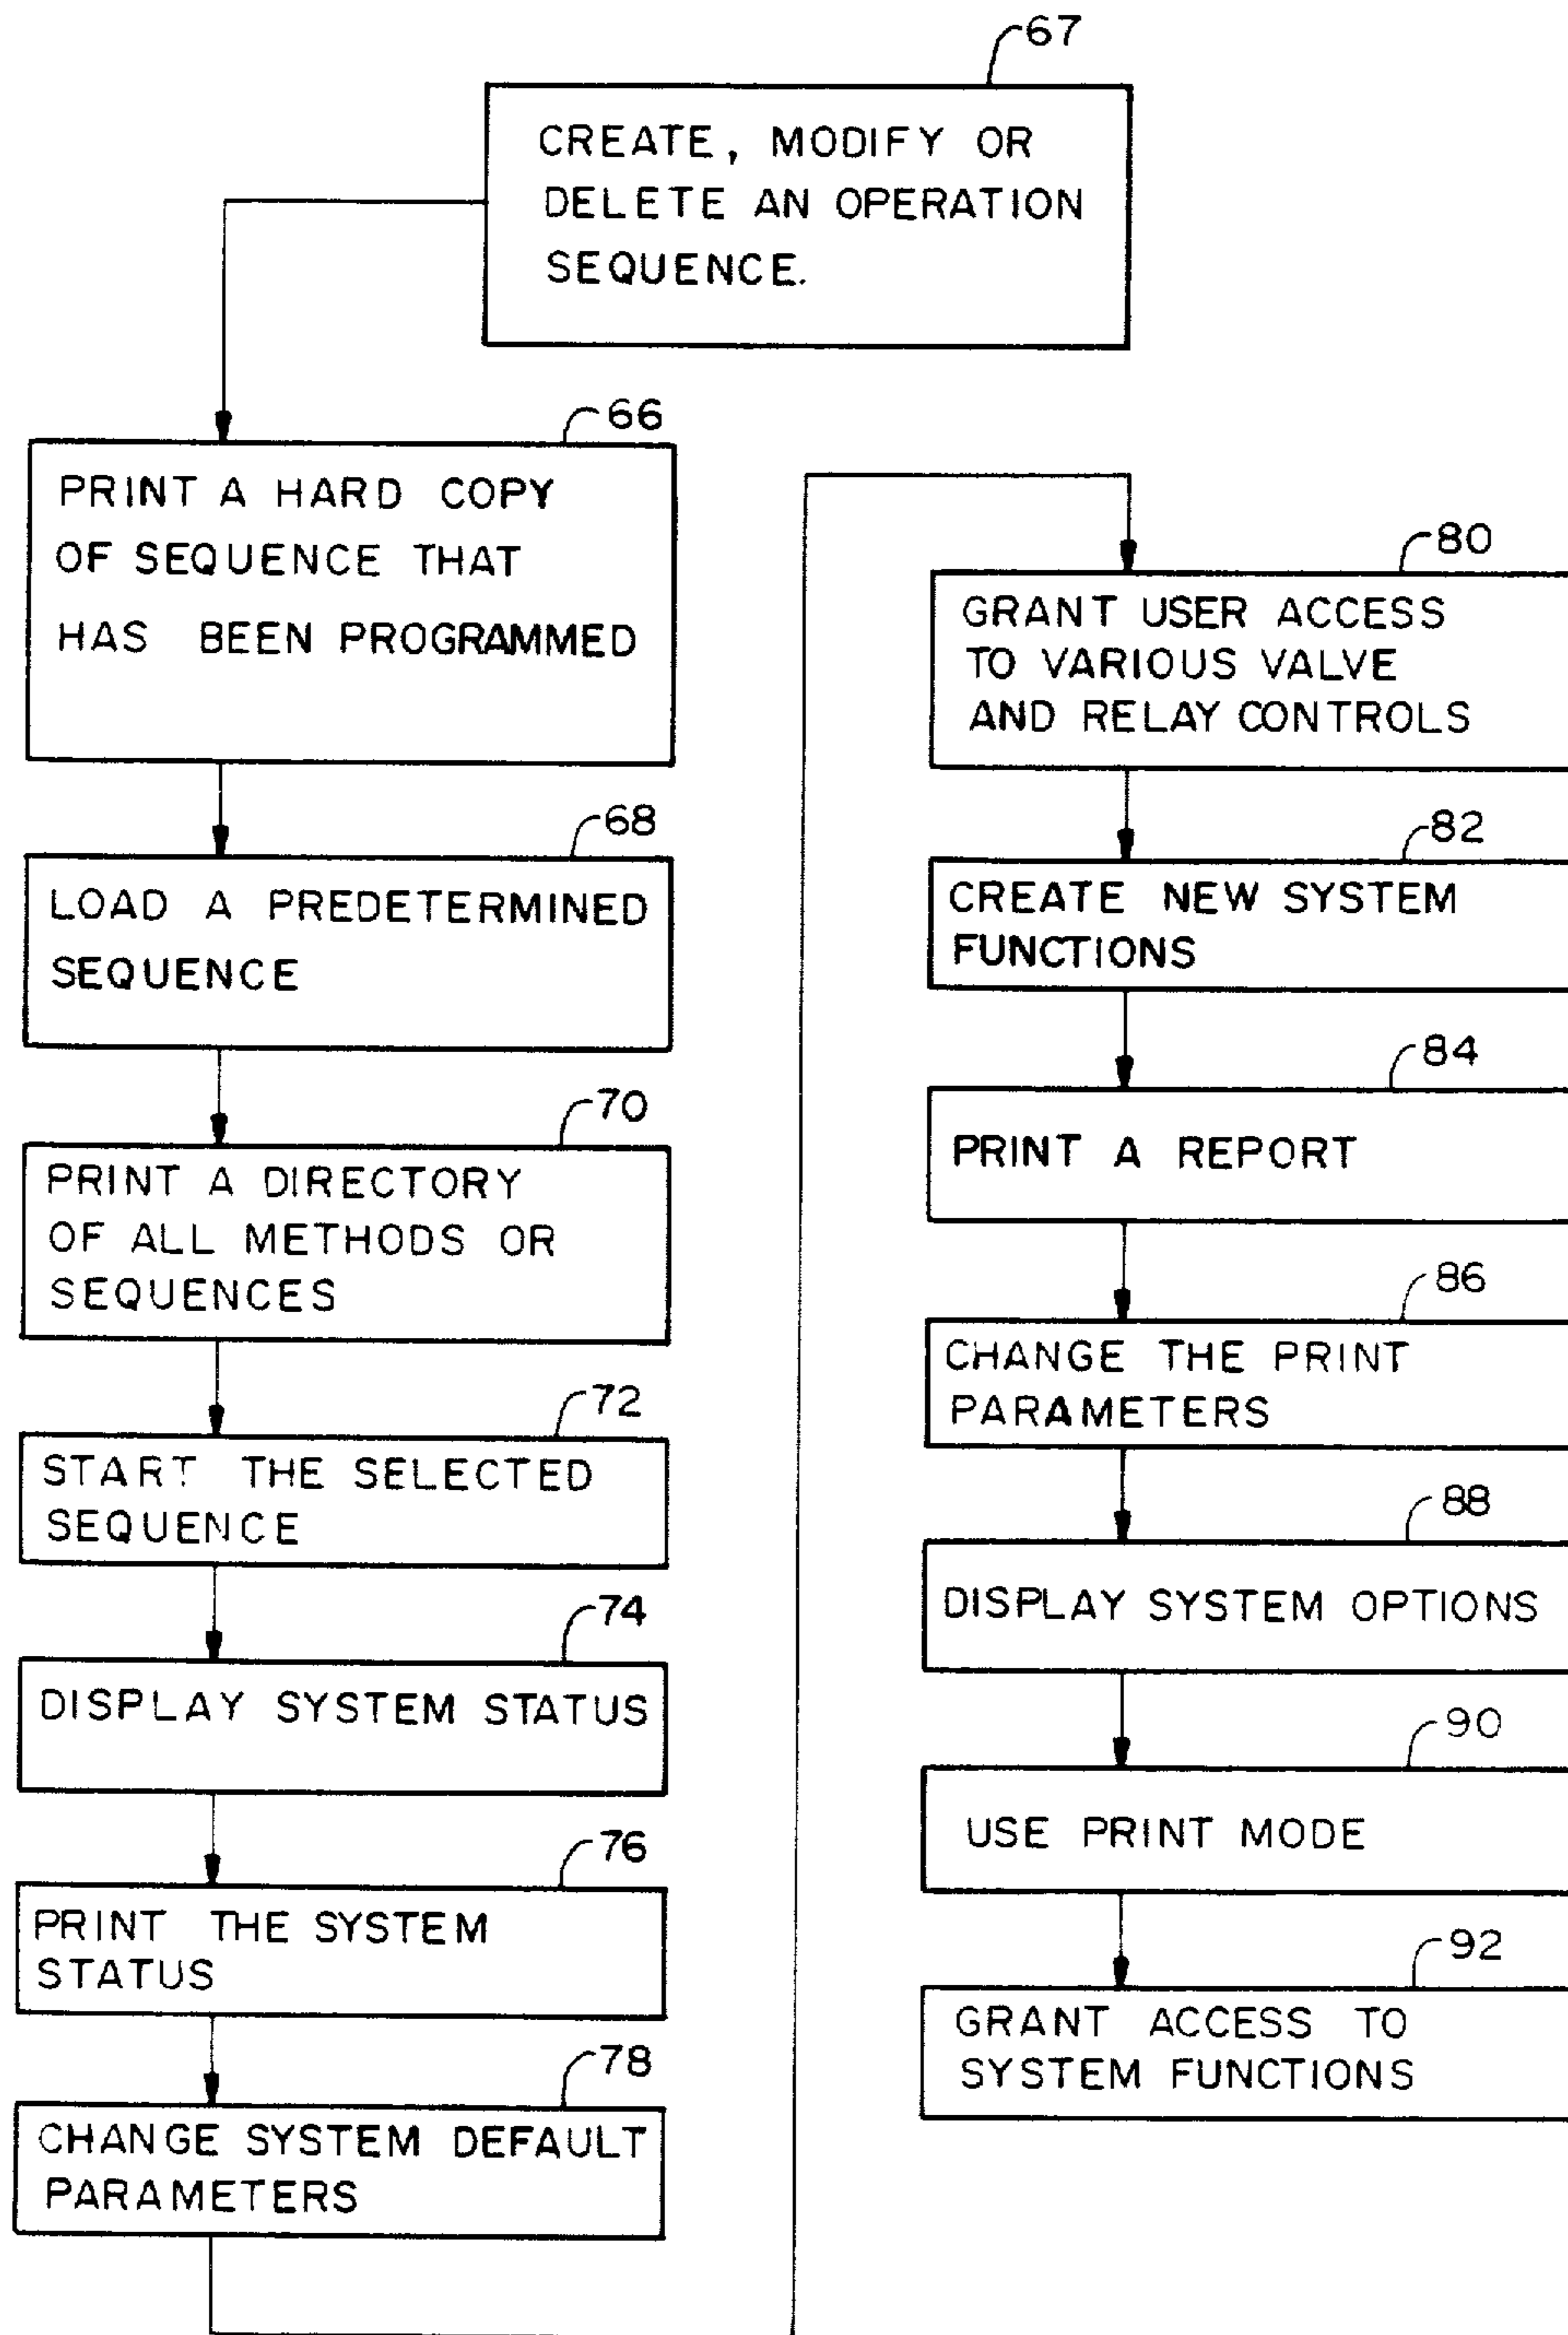 67
CREATE, MODIFY OR
DELETE AN OPERATION
SEQUENCE.
66
PRINT A HARD COPY
OF SEQUENCE THAT
HAS BEEN PROGRAMMED
68
LOAD A PREDETERMINED
SEQUENCE
70
PRINT A DIRECTORY
OF ALL METHODS OR
SEQUENCES
72
START THE SELECTED
SEQUENCE
74
DISPLAY SYSTEM STATUS
76
PRINT THE SYSTEM
STATUS
78
CHANGE SYSTEM DEFAULT
PARAMETERS
80
GRANT USER ACCESS
TO VARIOUS VALVE
AND RELAY CONTROLS
82
CREATE NEW SYSTEM
FUNCTIONS
84
PRINT A REPORT
86
CHANGE THE PRINT
PARAMETERS
88
DISPLAY SYSTEM OPTIONS
90
USE PRINT MODE
92
GRANT ACCESS TO
SYSTEM FUNCTIONS